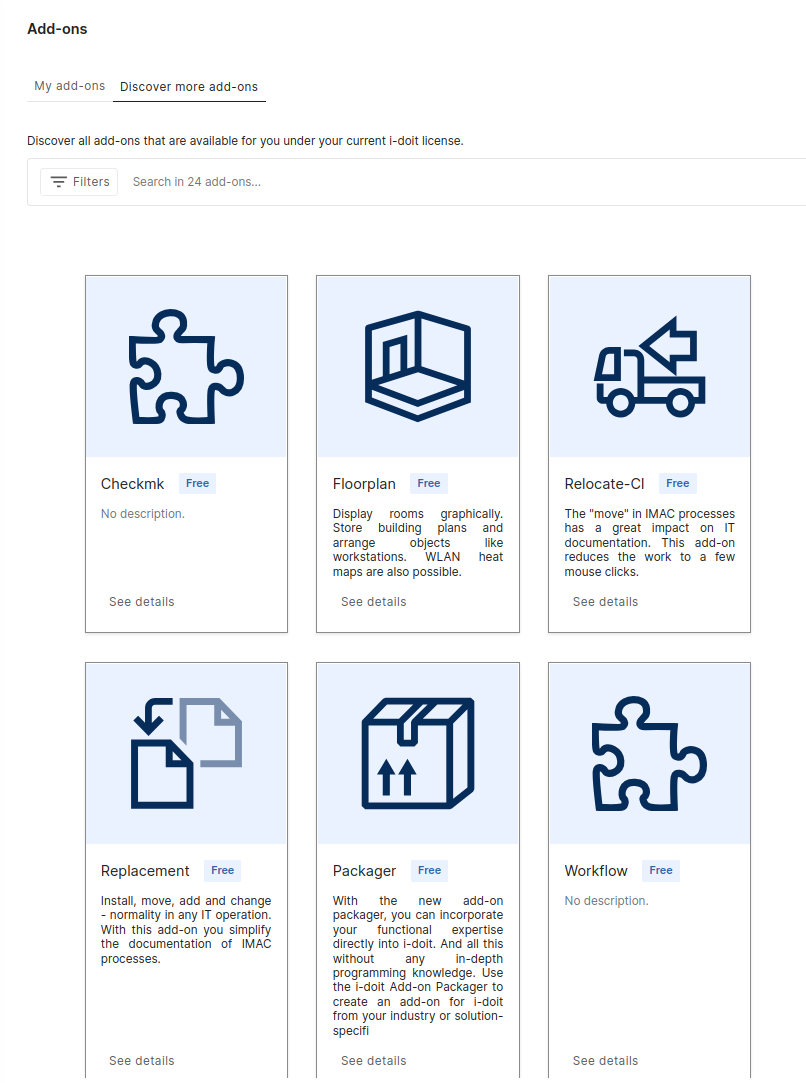 Add-ons
My add-ons
Discover more add-ons
Discover all add-ons that are available for you under your current i-doit license.
Filters
Search in 24 add-ons...
Checkmk
Free
No description.
See details
Floorplan
Free
Display rooms graphically.
Store building plans and
arrange objects like
workstations. WLAN heat
maps are also possible.
See details
Relocate-CI
Free
The "move" in IMAC processes
has a great impact on IT
documentation. This add-on
reduces the work to a few
mouse clicks.
See details
Replacement
Free
Install, move, add and change
- normality in any IT operation.
With this add-on you simplify
the documentation of IMAC
processes.
See details
Packager
Free
With the new add-on
packager, you can incorporate
your functional expertise
directly into i-doit. And all this
without any in-depth
programming knowledge. Use
the i-doit Add-on Packager to
create an add-on for i-doit
from your industry or solution-
specifi
See details
Workflow
Free
No description.
See details